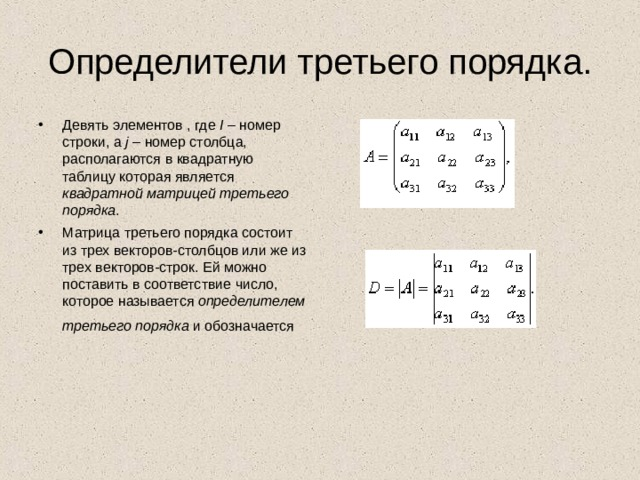 Определители третьего порядка.
• Девять элементов , где I – номер
строки, а j – номер столбца,
располагаются в квадратную
таблицу которая является
квадратной матрицей третьего
порядка.
• Матрица третьего порядка состоит
из трех векторов-столбцов или же из
трех векторов-строк. Ей можно
поставить в соответствие число,
которое называется определителем
третьего порядка и обозначается
a11 a12 a13
A = a21 a22 a23 ,
a31 a32 a33
a11 a12 a13
D = |A| = a21 a22 a23 .
a31 a32 a33